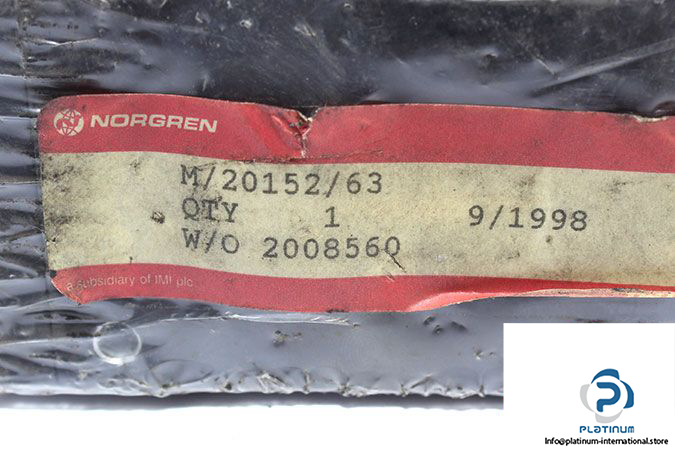 NORGREN
M/20152/63
QTY 1 9/1998
W/O 2008560
a subsidiary of IMI plc
PLATINUM
Info@platinum-international.store